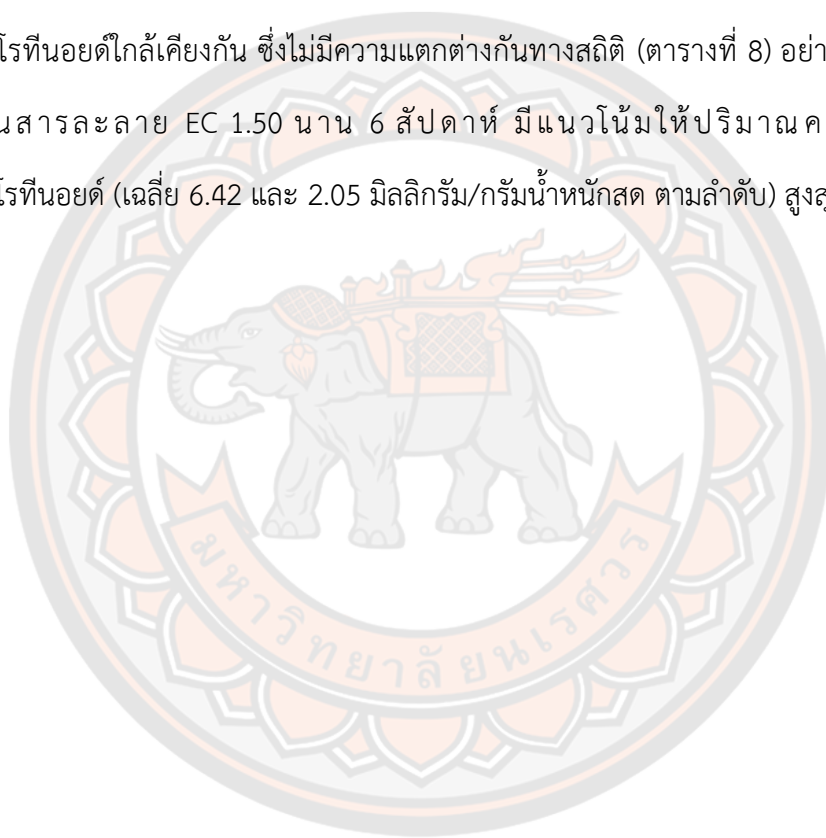 โรทีนอยด์ใกล้เคียงกัน ซึ่งไม่มีความแตกต่างกันทางสถิติ (ตารางที่ 8) อย่า
นสารละลาย EC 1.50 นาน 6 สัปดาห์ มีแนวโน้มให้ปริมาณค
โรทีนอยด์ (เฉลี่ย 6.42 และ 2.05 มิลลิกรัม/กรัมน้ำหนักสด ตามลำดับ) สูงสุ
มหาวิทยาลัยนเรศวร